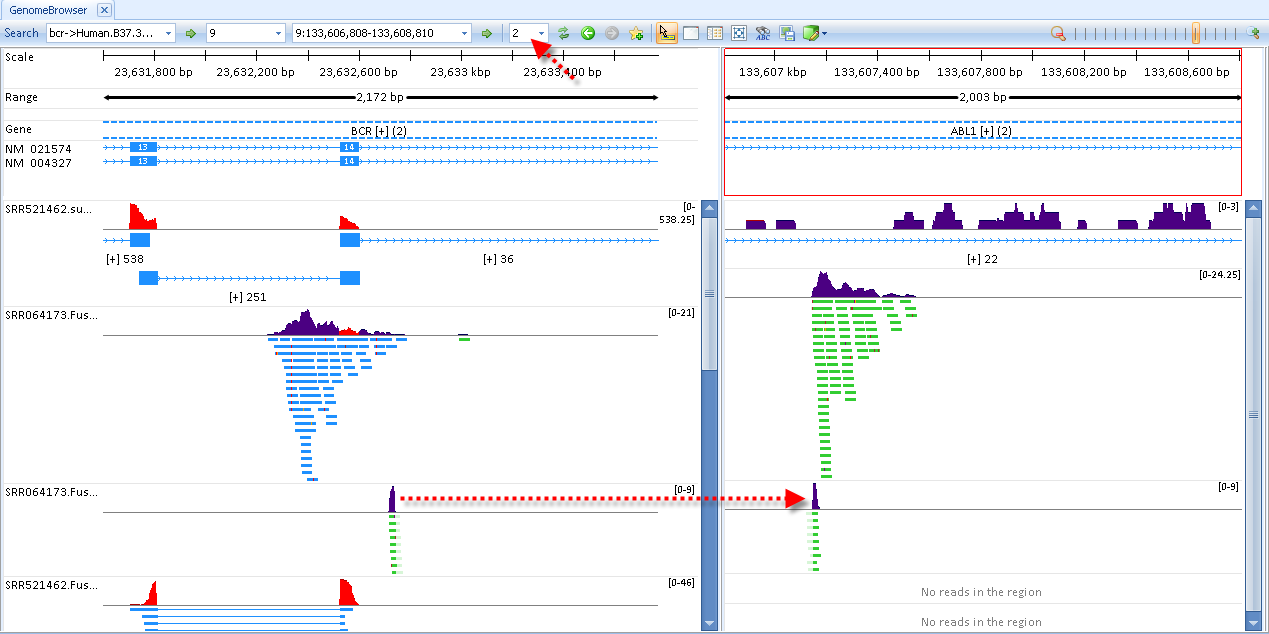 GenomeBrowser
Search bcr->Human.B37.3... 9 9:133,606,808-133,608,810 2 ABC
Scale
23,631,800 bp 23,632,200 bp 23,632,600 bp 23,633 kbp 23,633,400 bp 133,607 kbp 133,607,400 bp 133,607,800 bp 133,608,200 bp 133,608,600 bp
Range 2,172 bp 2,003 bp
Gene BCR [+] (2) ABL1 [+] (2)
NM 021574 13 14
NM 004327 13 14
SRR521462.su... [0-538.25] [0-3]
[+] 538 [+] 36 [+] 22
[0-24.25]
[+] 251
SRR064173.Fus... [0-21]
SRR064173.Fus... [0-9] [0-9]
SRR521462.Fus... [0-46]
No reads in the region
No reads in the region